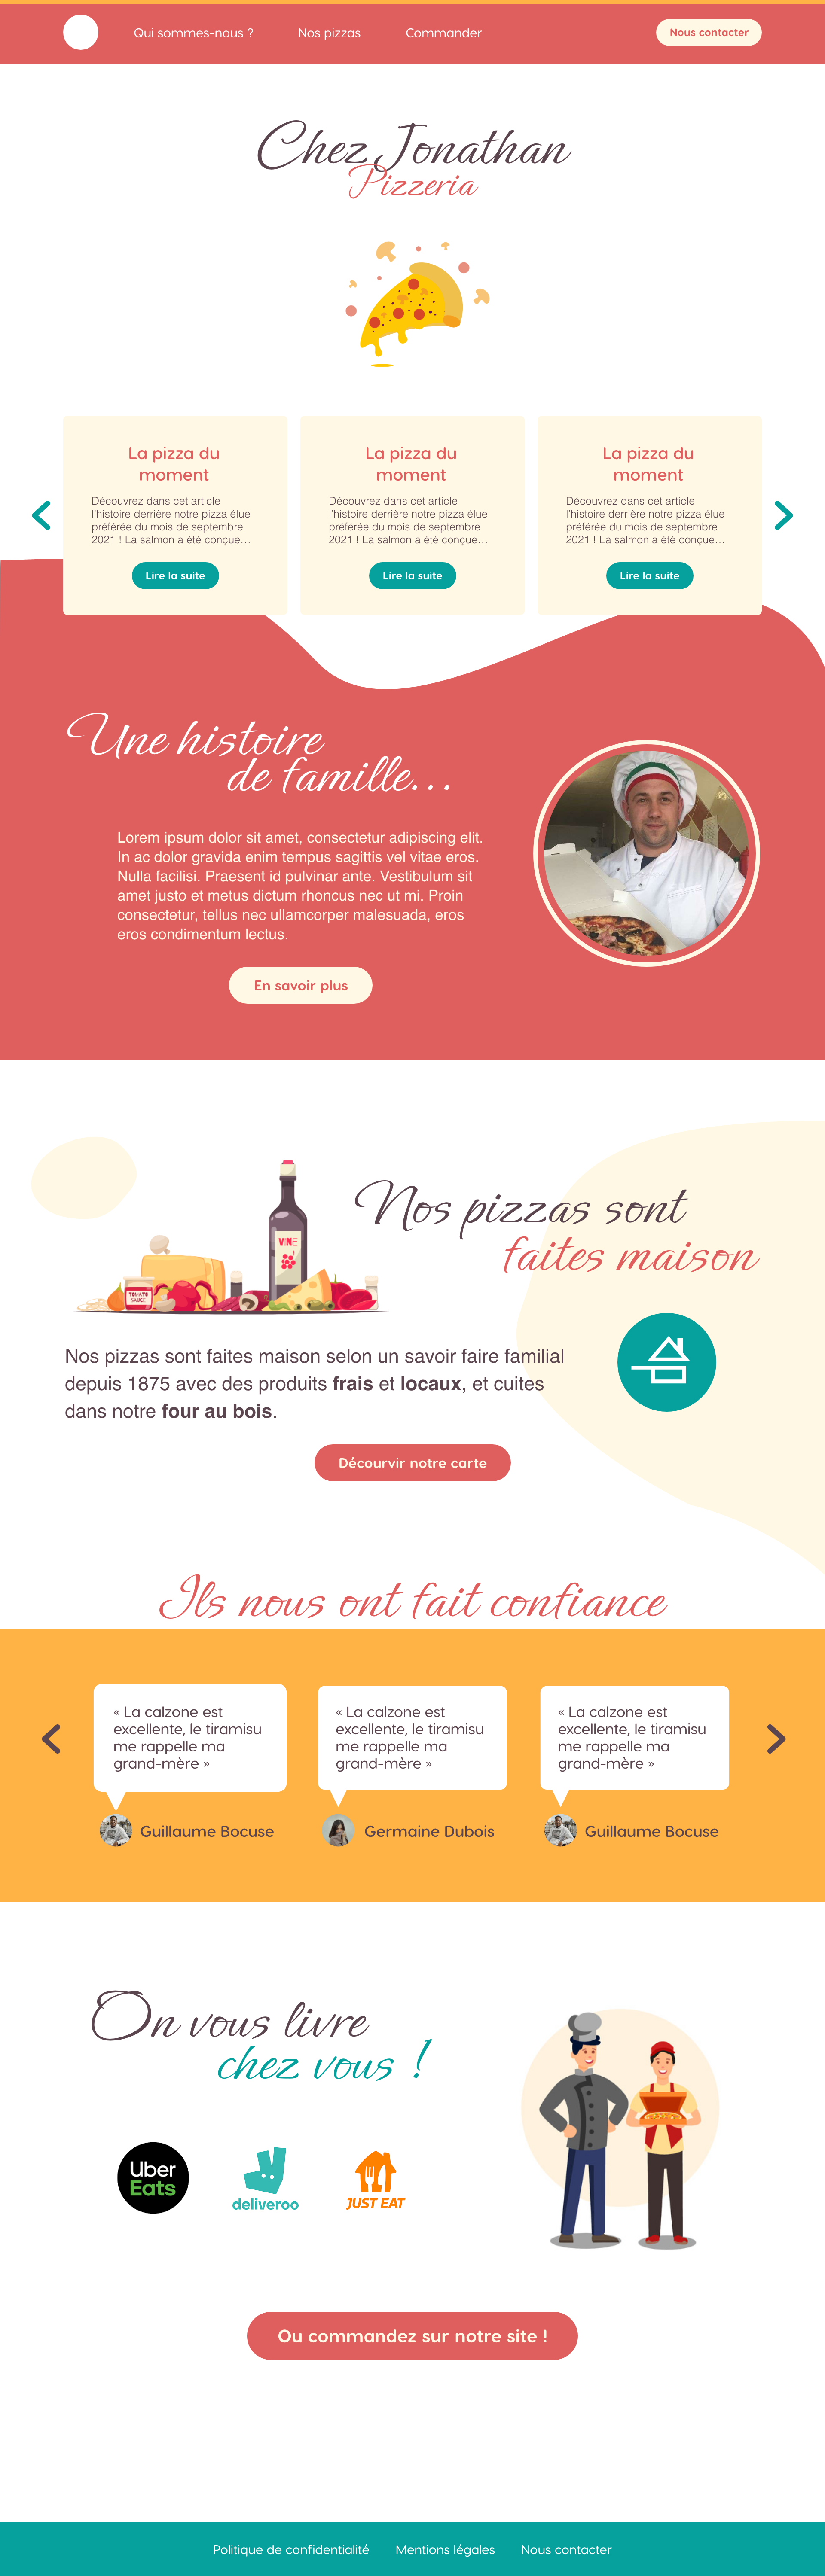 Qui sommes-nous ?
Nos pizzas
Commander
Nous contacter
Chez Jonathan
Pizzeria
La pizza du
moment
Découvrez dans cet article
l'histoire derrière notre pizza élue
préférée du mois de septembre
2021 ! La salmon a été conçue…
Lire la suite
La pizza du
moment
Découvrez dans cet article
l'histoire derrière notre pizza élue
préférée du mois de septembre
2021 ! La salmon a été conçue…
Lire la suite
La pizza du
moment
Découvrez dans cet article
l'histoire derrière notre pizza élue
préférée du mois de septembre
2021 ! La salmon a été conçue…
Lire la suite
Une histoire
de famille…
Lorem ipsum dolor sit amet, consectetur adipiscing elit.
In ac dolor gravida enim tempus sagittis vel vitae eros.
Nulla facilisi. Praesent id pulvinar ante. Vestibulum sit
amet justo et metus dictum rhoncus nec ut mi. Proin
consectetur, tellus nec ullamcorper malesuada, eros
eros condimentum lectus.
En savoir plus
VINE
TOMATO
SAUCE
Nos pizzas sont
faites maison
Nos pizzas sont faites maison selon un savoir faire familial
depuis 1875 avec des produits frais et locaux, et cuites
dans notre four au bois.
Décourvir notre carte
Ils nous ont fait confiance
« La calzone est
excellente, le tiramisu
me rappelle ma
grand-mère »
Guillaume Bocuse
« La calzone est
excellente, le tiramisu
me rappelle ma
grand-mère »
Germaine Dubois
« La calzone est
excellente, le tiramisu
me rappelle ma
grand-mère »
Guillaume Bocuse
On vous livre
chez vous !
Uber
Eats
deliveroo
JUST EAT
Ou commandez sur notre site !
Politique de confidentialité
Mentions légales
Nous contacter